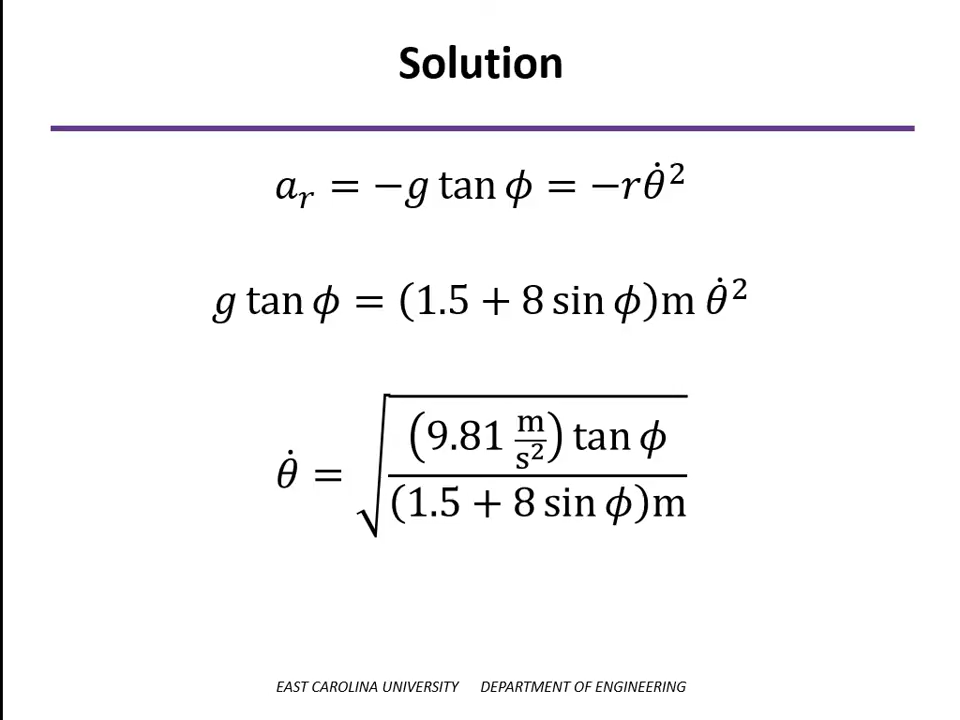 Solution
a_r = −g tan ϕ = −rθ̇²
g tan ϕ = (1.5 + 8 sin ϕ)m θ̇²
θ̇ = √((9.81 m/s²) tan ϕ / (1.5 + 8 sin ϕ)m)
EAST CAROLINA UNIVERSITY DEPARTMENT OF ENGINEERING